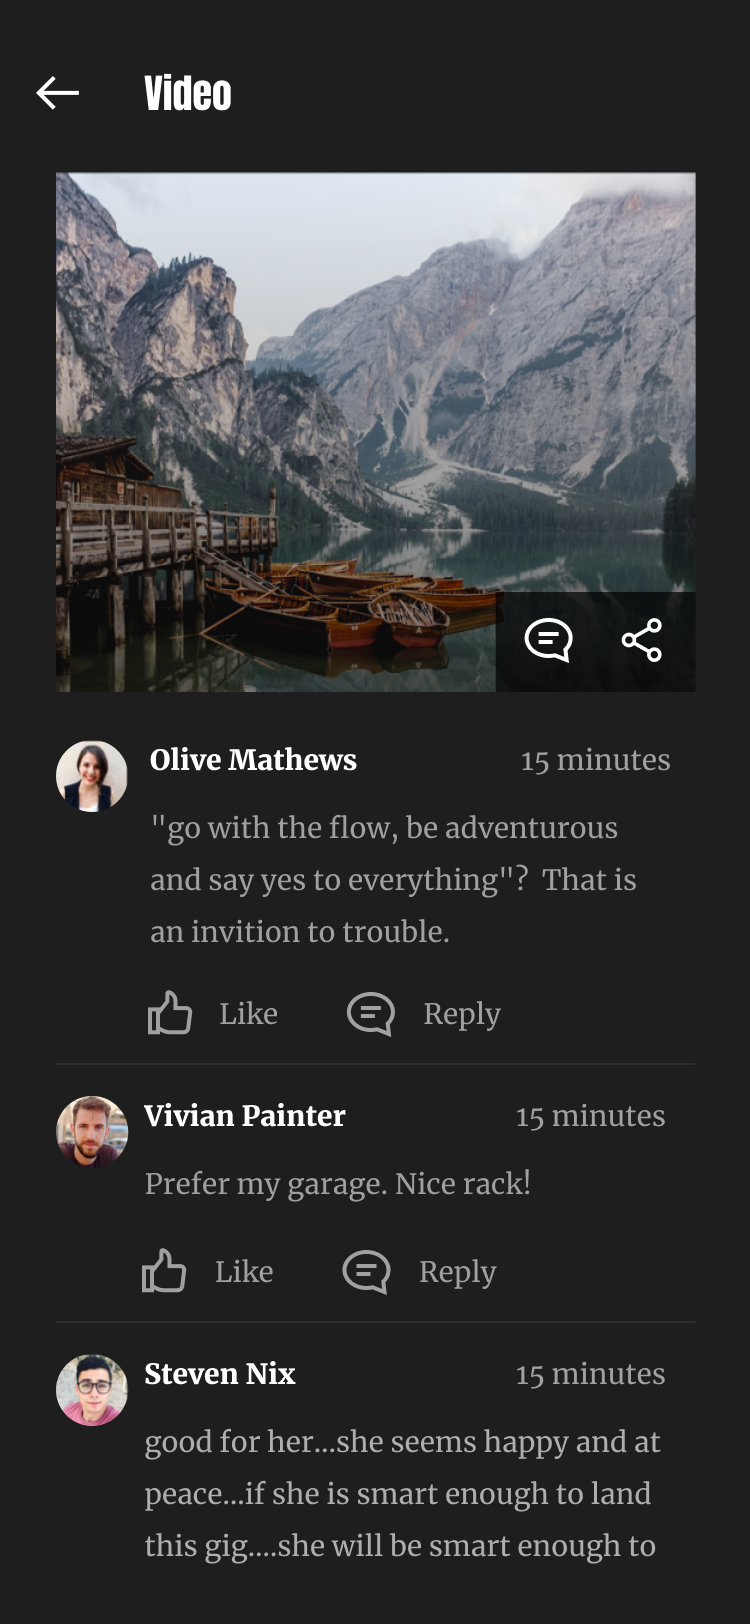 Video
Olive Mathews 15 minutes
"go with the flow, be adventurous
and say yes to everything"?  That is
an invition to trouble.
Like Reply
Vivian Painter 15 minutes
Prefer my garage. Nice rack!
Like Reply
Steven Nix 15 minutes
good for her...she seems happy and at
peace...if she is smart enough to land
this gig....she will be smart enough to